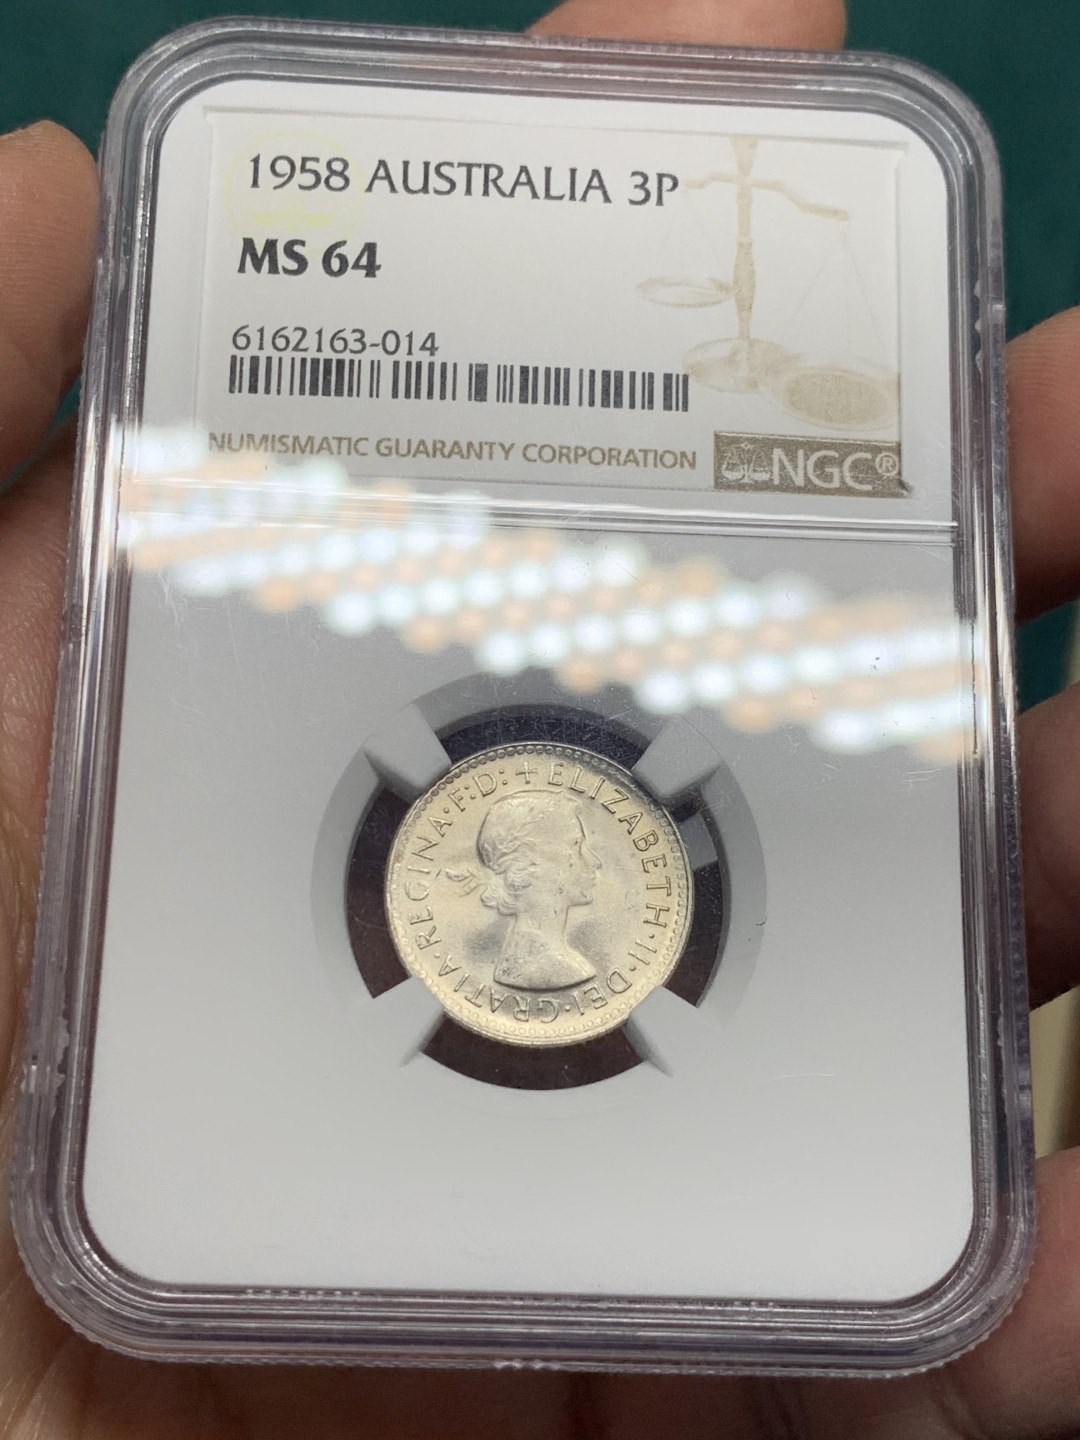 1958 AUSTRALIA 3P
MS 64
6162163-014
NUMISMATIC GUARANTY CORPORATION
NGC®
+ELIZABETH·II·DEI·GRATIA·REGINA·F:D: